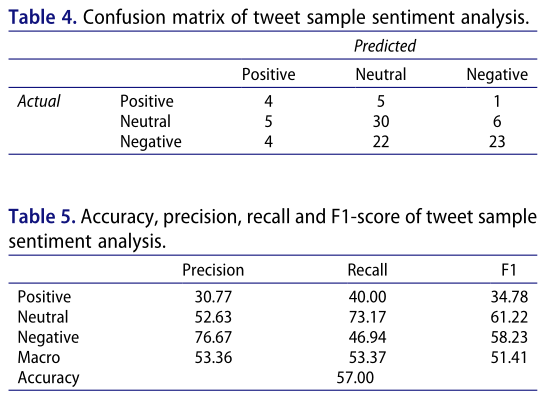 Table 4. Confusion matrix of tweet sample sentiment analysis.
Predicted
Positive Neutral Negative
Actual Positive 4 5 1
Neutral 5 30 6
Negative 4 22 23
Table 5. Accuracy, precision, recall and F1-score of tweet sample
sentiment analysis.
Precision Recall F1
Positive 30.77 40.00 34.78
Neutral 52.63 73.17 61.22
Negative 76.67 46.94 58.23
Macro 53.36 53.37 51.41
Accuracy 57.00